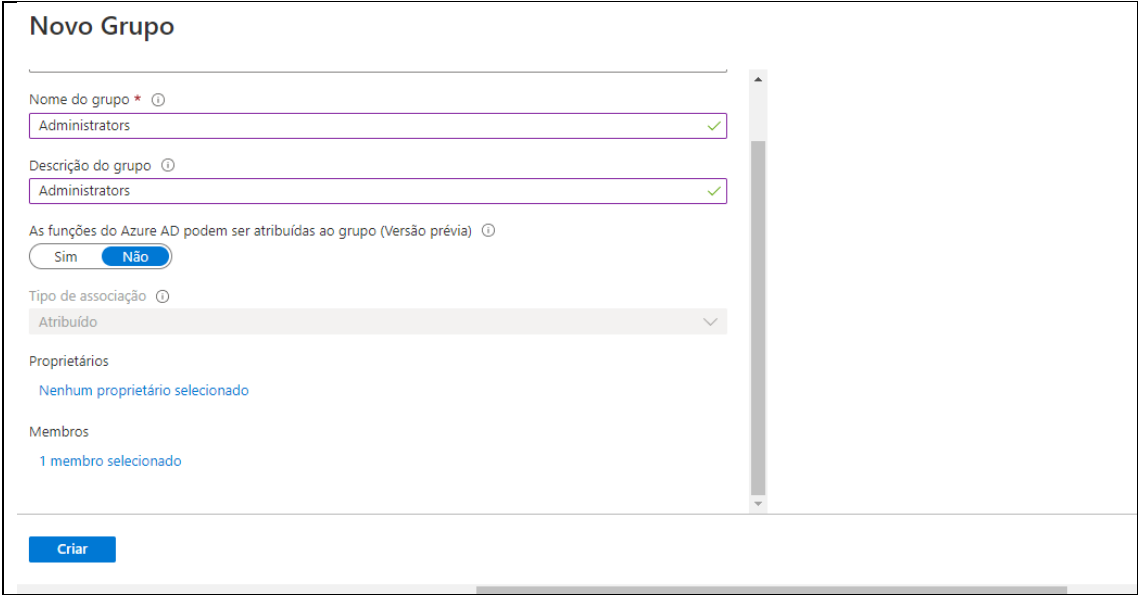 Novo Grupo
Nome do grupo *
Administrators
Descrição do grupo
Administrators
As funções do Azure AD podem ser atribuídas ao grupo (Versão prévia)
Sim Não
Tipo de associação
Atribuído
Proprietários
Nenhum proprietário selecionado
Membros
1 membro selecionado
Criar